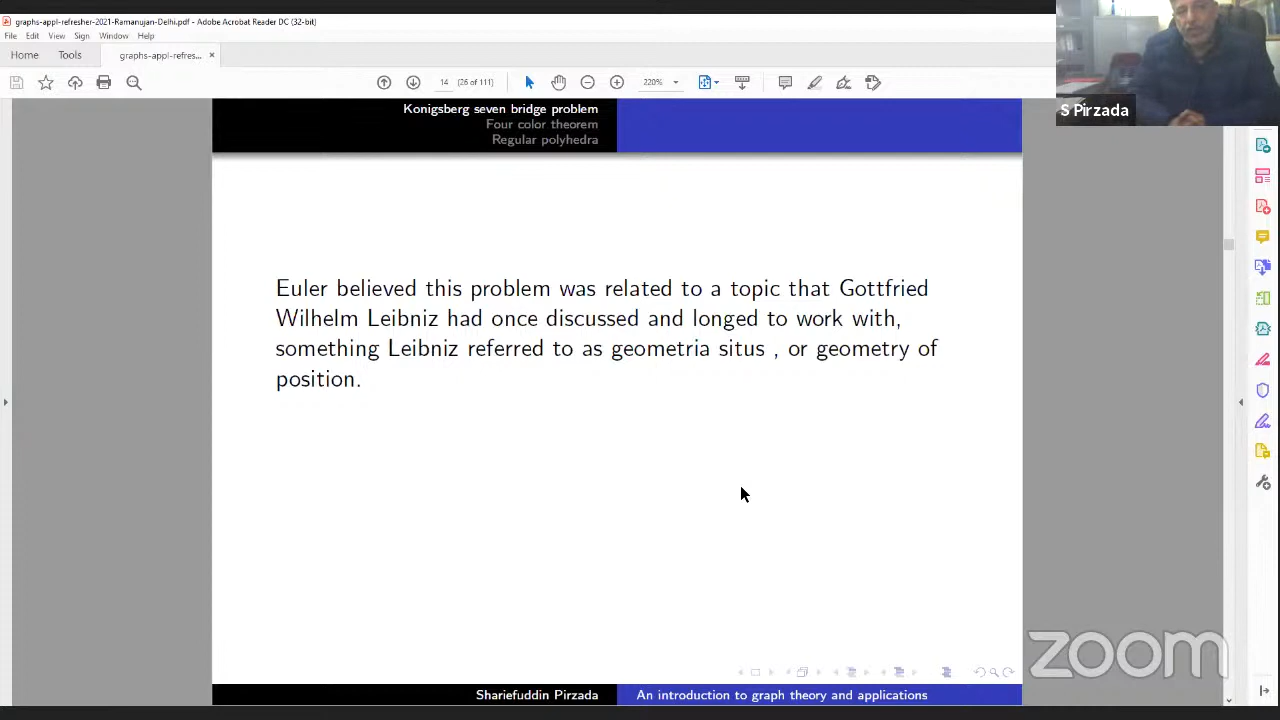 graphs-appl-refresher-2021-Ramanujan-Delhi.pdf - Adobe Acrobat Reader DC (32-bit)
File Edit View Sign Window Help
Home Tools graphs-appl-refres... ×
14 (26 of 111) 220%
S Pirzada
Konigsberg seven bridge problem
Four color theorem
Regular polyhedra
Euler believed this problem was related to a topic that Gottfried
Wilhelm Leibniz had once discussed and longed to work with,
something Leibniz referred to as geometria situs , or geometry of
position.
zoom
Shariefuddin Pirzada An introduction to graph theory and applications